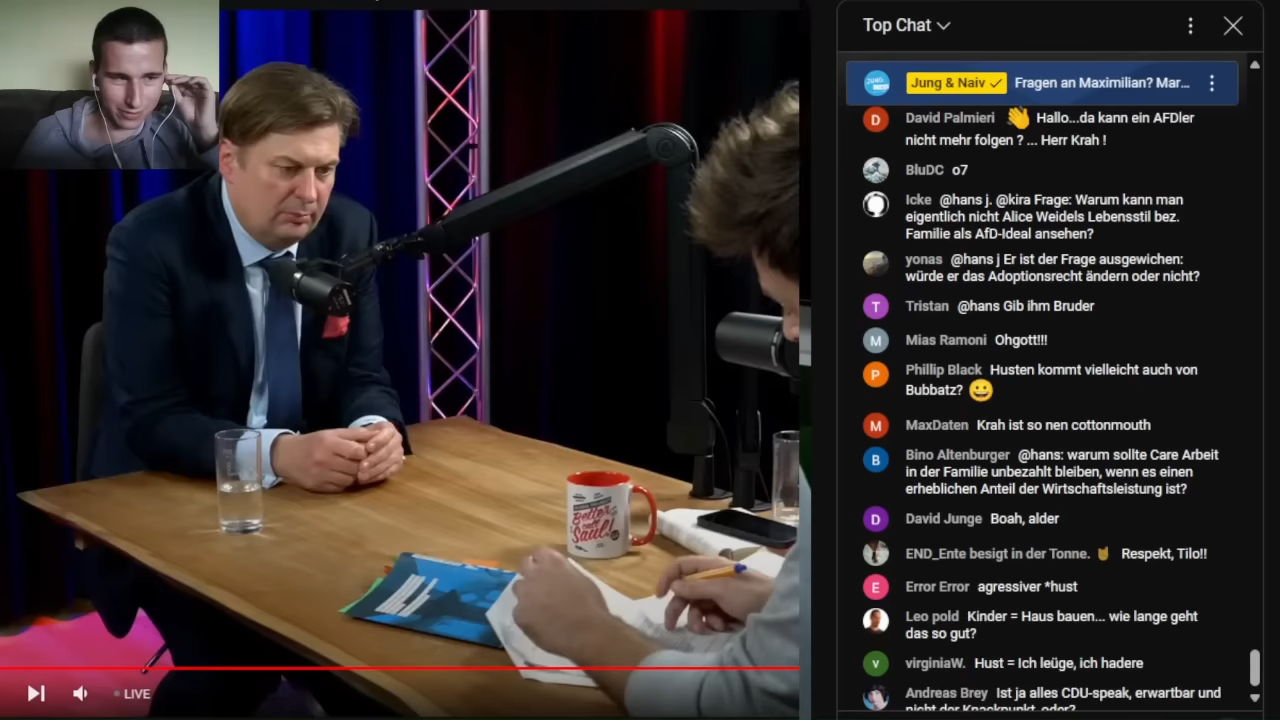 Top Chat
Jung & Naiv Fragen an Maximilian? Mar...
David Palmieri 👋 Hallo...da kann ein AFDler
nicht mehr folgen ? ... Herr Krah !
BluDC o7
Icke @hans j. @kira Frage: Warum kann man
eigentlich nicht Alice Weidels Lebensstil bez.
Familie als AfD-Ideal ansehen?
yonas @hans j Er ist der Frage ausgewichen:
würde er das Adoptionsrecht ändern oder nicht?
T
Tristan @hans Gib ihm Bruder
M
Mias Ramoni Ohgott!!!
P
Phillip Black Husten kommt vielleicht auch von
Bubbatz? 😀
M
MaxDaten Krah ist so nen cottonmouth
B
Bino Altenburger @hans: warum sollte Care Arbeit
in der Familie unbezahlt bleiben, wenn es einen
erheblichen Anteil der Wirtschaftsleistung ist?
D
David Junge Boah, alder
END_Ente besigt in der Tonne. 🤘 Respekt, Tilo!!
E
Error Error agressiver *hust
Leo pold Kinder = Haus bauen... wie lange geht
das so gut?
v
virginiaW. Hust = Ich leüge, ich hadere
Andreas Brey Ist ja alles CDU-speak, erwartbar und
nicht der Knackpunkt, oder?
D
Better
Saul!
LIVE